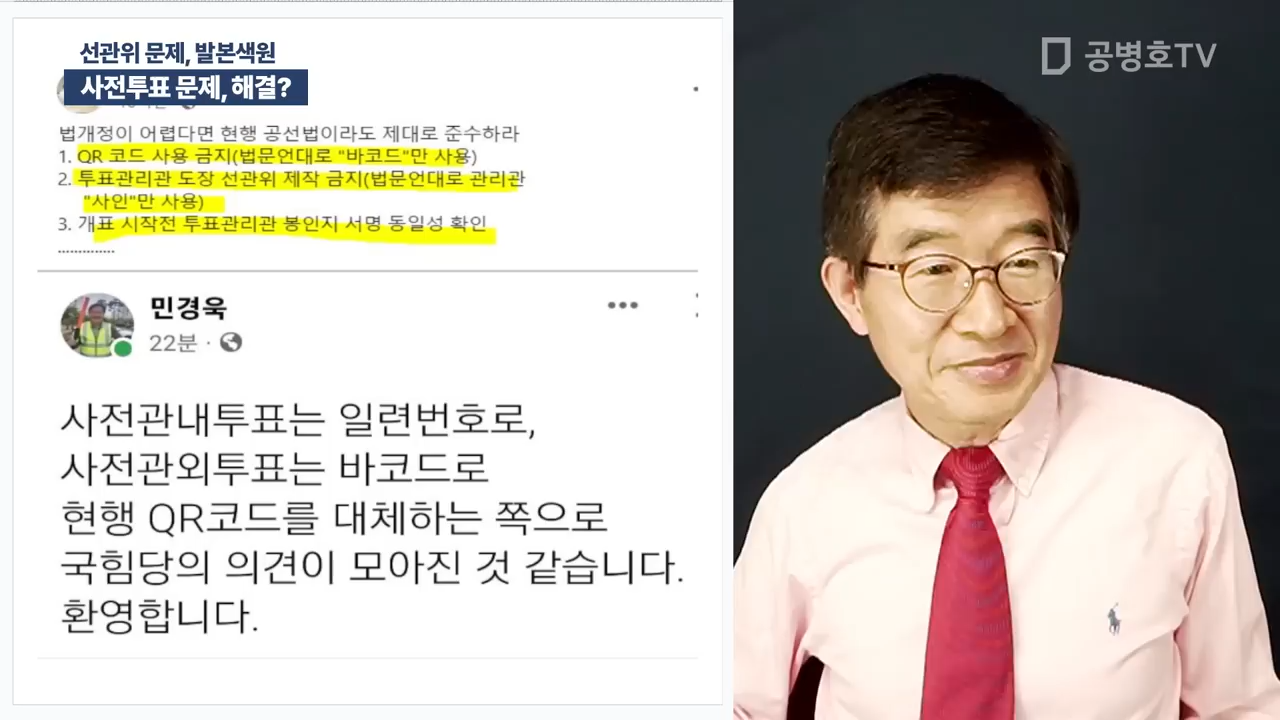 선관위 문제, 발본색원
사전투표 문제, 해결?
공병호TV
법개정이 어렵다면 현행 공선법이라도 제대로 준수하라
1. QR 코드 사용 금지(법문언대로 "바코드"만 사용)
2. 투표관리관 도장 선관위 제작 금지(법문언대로 관리관
"사인"만 사용)
3. 개표 시작전 투표관리관 봉인지 서명 동일성 확인
...............
민경욱
22분 ·
사전관내투표는 일련번호로,
사전관외투표는 바코드로
현행 QR코드를 대체하는 쪽으로
국힘당의 의견이 모아진 것 같습니다.
환영합니다.